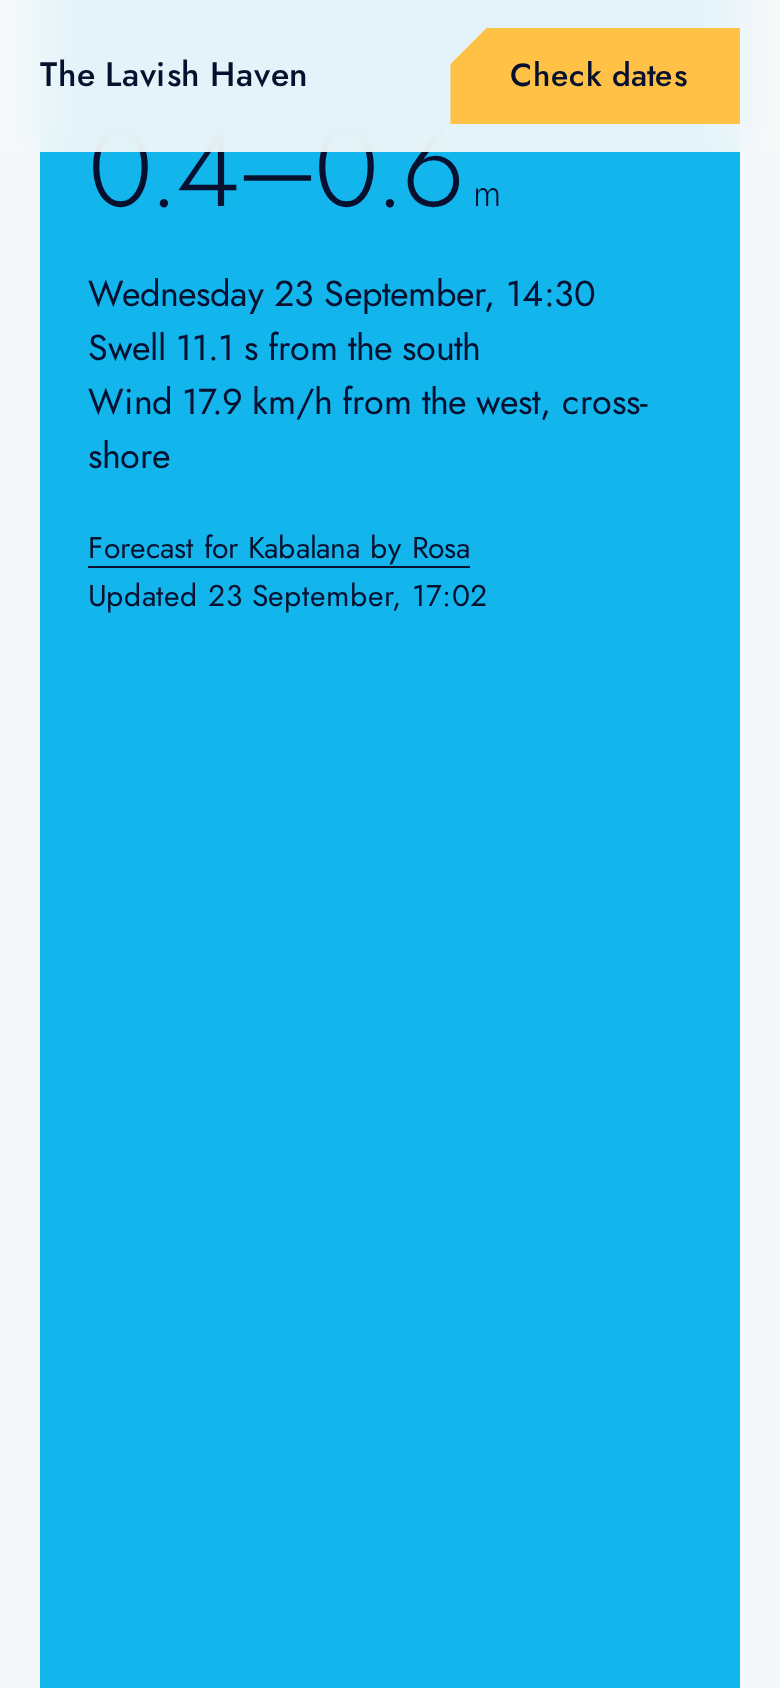 The Lavish Haven
Check dates
0.4–0.6 m
Wednesday 23 September, 14:30
Swell 11.1 s from the south
Wind 17.9 km/h from the west, cross-
shore
Forecast for Kabalana by Rosa
Updated 23 September, 17:02